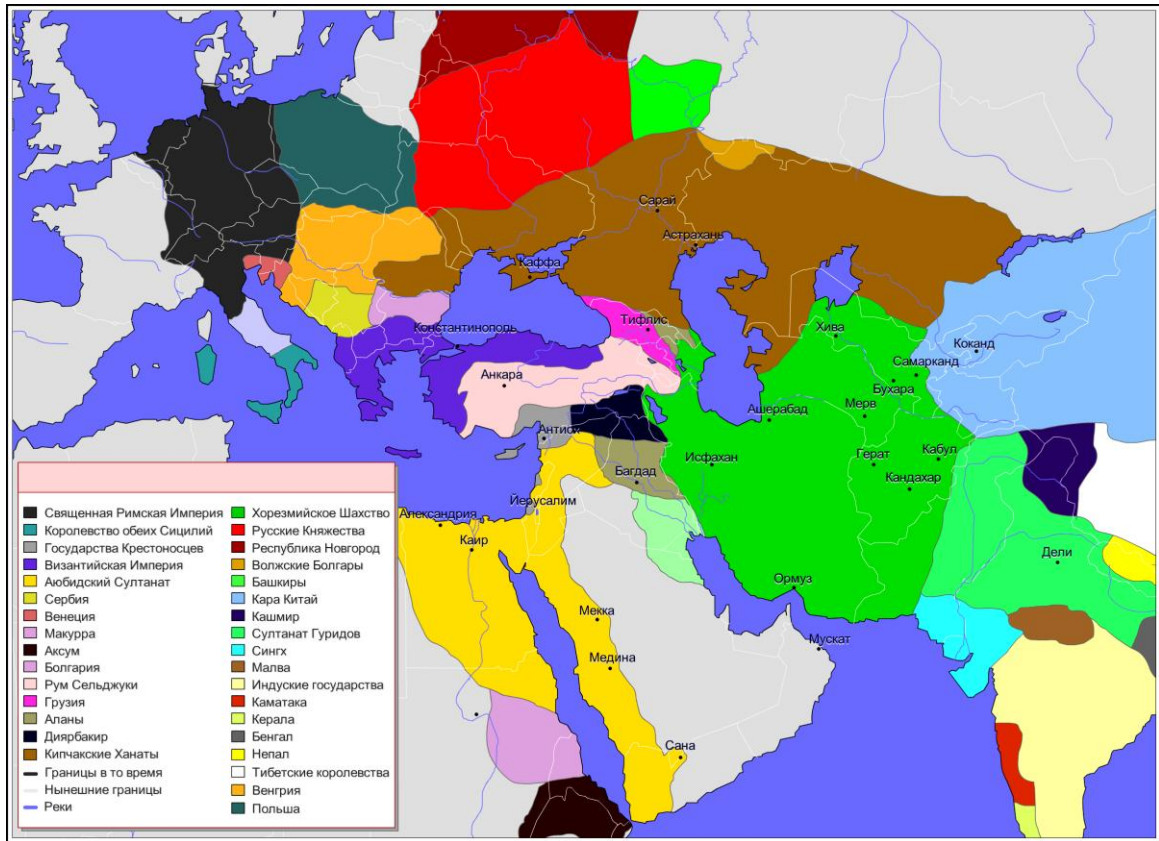 Сарай
Астрахань
Каффа
Константинополь
Тифлис
Хива
Коканд
Самарканд
Анкара
Бухара
Мерв
Ашерабад
Антиох
Исфахан
Герат
Кабул
Багдад
Кандахар
Йерусалим
Александрия
Каир
Дели
Ормуз
Мекка
Мускат
Медина
Сана
Священная Римская Империя
Королевство обеих Сицилий
Государства Крестоносцев
Византийская Империя
Аюбидский Султанат
Сербия
Венеция
Макурра
Аксум
Болгария
Рум Сельджуки
Грузия
Аланы
Диярбакир
Кипчакские Ханаты
Границы в то время
Нынешние границы
Реки
Хорезмийское Шахство
Русские Княжества
Республика Новгород
Волжские Болгары
Башкиры
Кара Китай
Кашмир
Султанат Гуридов
Сингх
Малва
Индуские государства
Каматака
Керала
Бенгал
Непал
Тибетские королевства
Венгрия
Польша